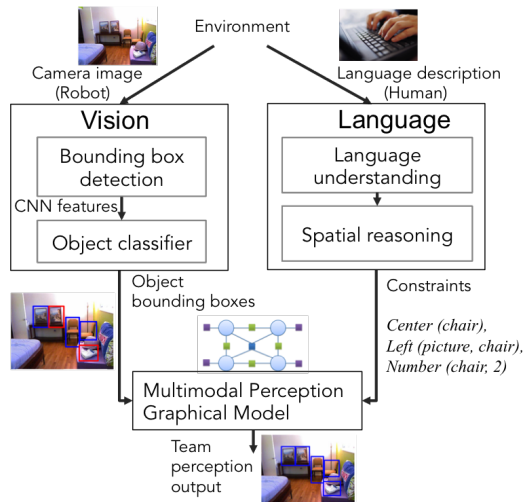 Environment
Camera image
(Robot)
Language description
(Human)
Vision
Bounding box
detection
CNN features
Object classifier
Language
Language
understanding
Spatial reasoning
Object
bounding boxes
Constraints
Center (chair),
Left (picture, chair),
Number (chair, 2)
Multimodal Perception
Graphical Model
Team
perception
output